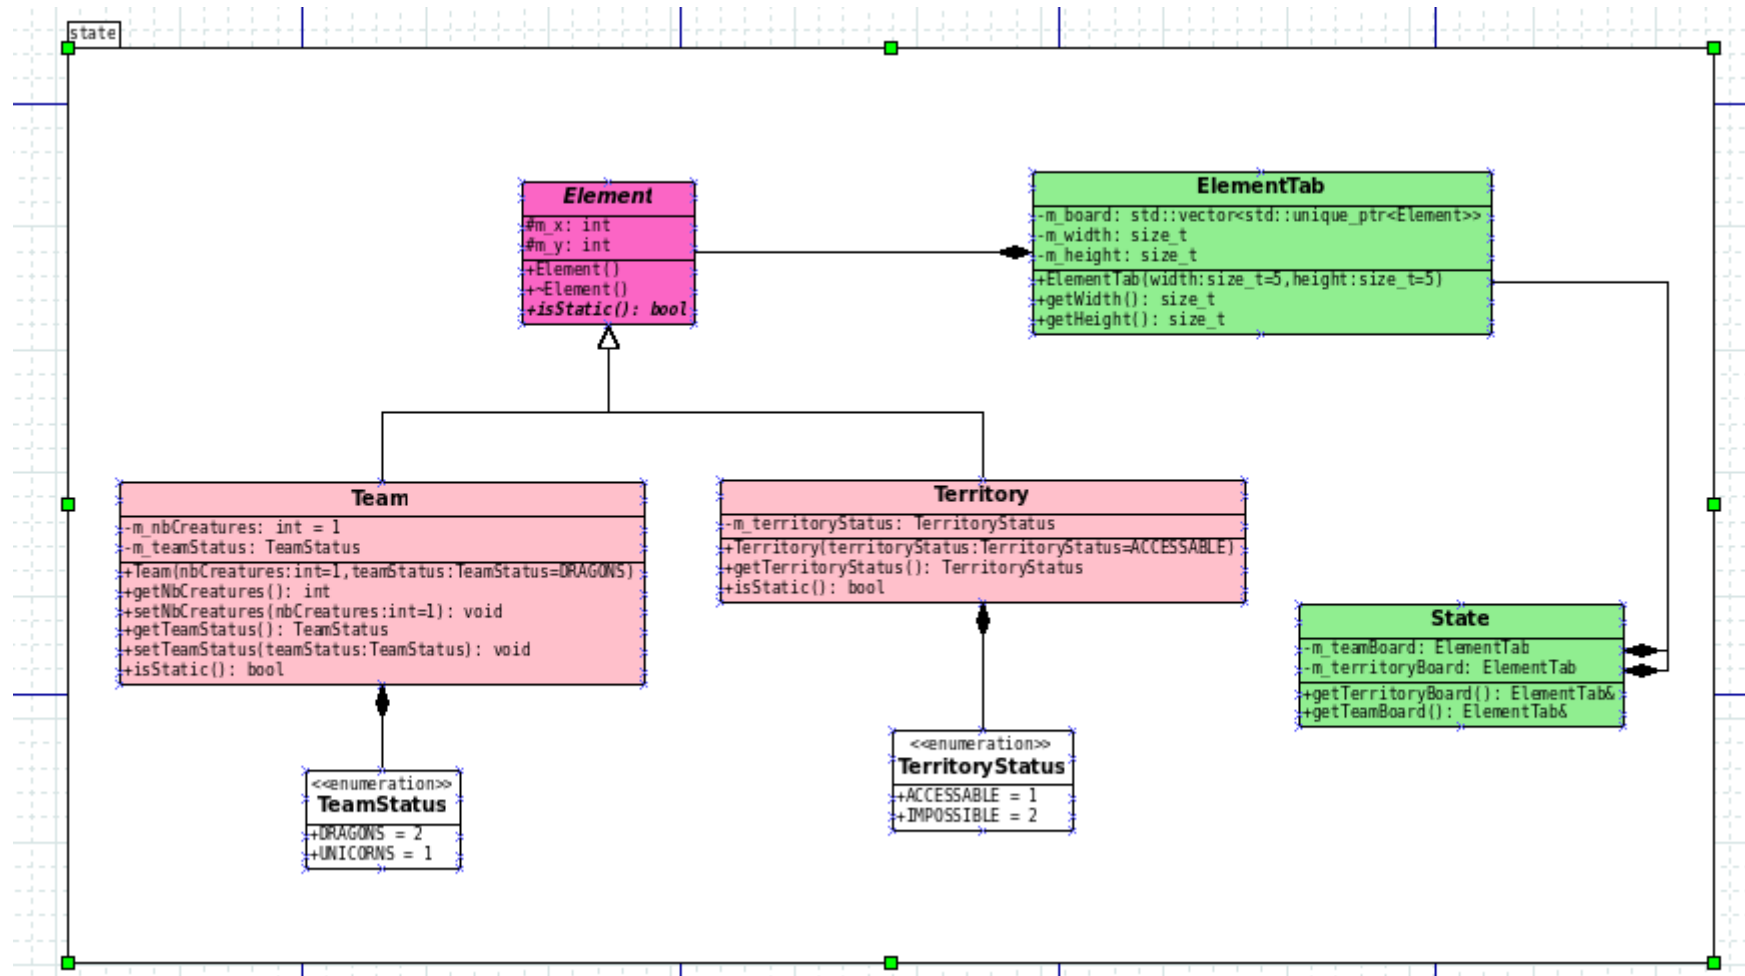 state
Element
#m_x: int
#m_y: int
+Element()
+~Element()
+isStatic(): bool
ElementTab
-m_board: std::vector<std::unique_ptr<Element>>
-m_width: size_t
-m_height: size_t
+ElementTab(width:size_t=5,height:size_t=5)
+getWidth(): size_t
+getHeight(): size_t
Team
-m_nbCreatures: int = 1
-m_teamStatus: TeamStatus
+Team(nbCreatures:int=1,teamStatus:TeamStatus=DRAGONS)
+getNbCreatures(): int
+setNbCreatures(nbCreatures:int=1): void
+getTeamStatus(): TeamStatus
+setTeamStatus(teamStatus:TeamStatus): void
+isStatic(): bool
Territory
-m_territoryStatus: TerritoryStatus
+Territory(territoryStatus:TerritoryStatus=ACCESSABLE)
+getTerritoryStatus(): TerritoryStatus
+isStatic(): bool
State
-m_teamBoard: ElementTab
-m_territoryBoard: ElementTab
+getTerritoryBoard(): ElementTab&
+getTeamBoard(): ElementTab&
<<enumeration>>
TeamStatus
+DRAGONS = 2
+UNICORNS = 1
<<enumeration>>
TerritoryStatus
+ACCESSABLE = 1
+IMPOSSIBLE = 2